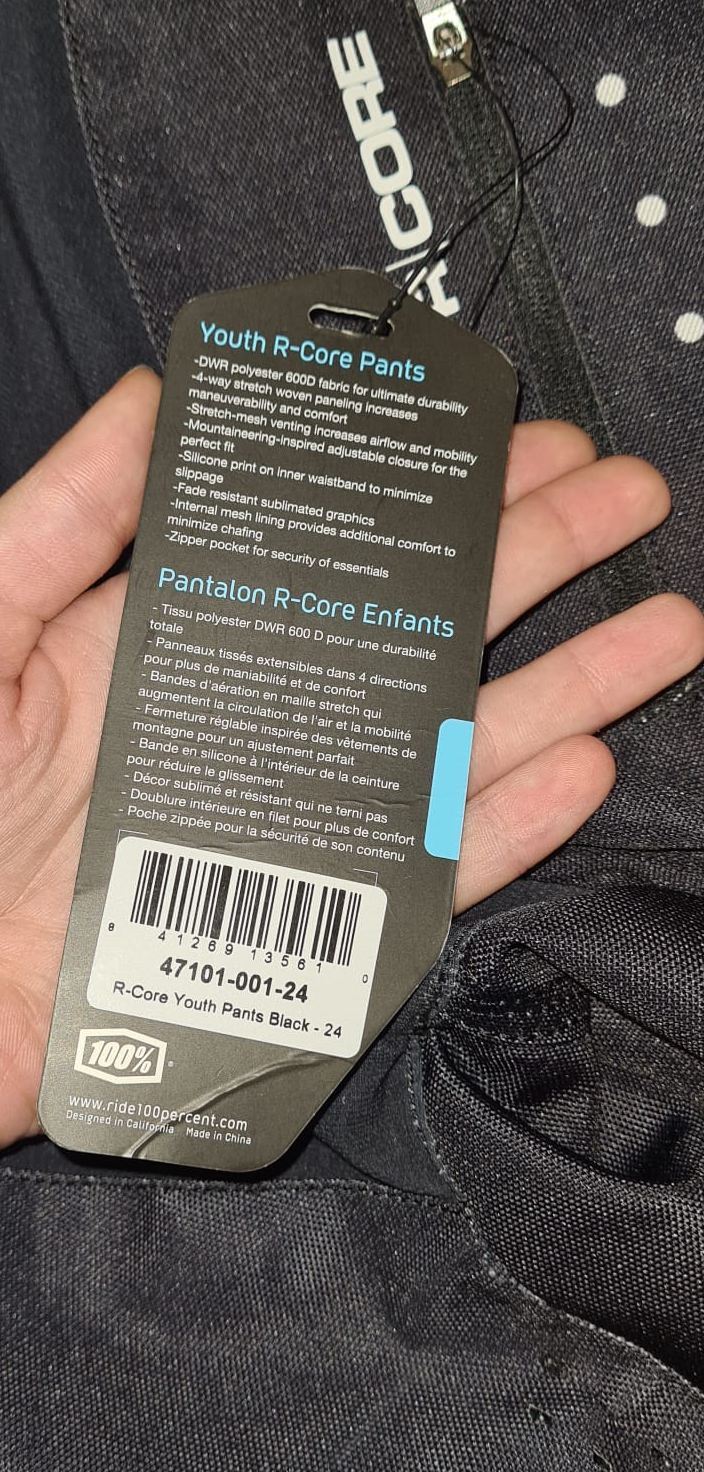 R-CORE
Youth R-Core Pants
-DWR polyester 600D fabric for ultimate durability
-4-way stretch woven paneling increases
maneuverability and comfort
-Stretch-mesh venting increases airflow and mobility
-Mountaineering-inspired adjustable closure for the
perfect fit
-Silicone print on inner waistband to minimize
slippage
-Fade resistant sublimated graphics
-Internal mesh lining provides additional comfort to
minimize chafing
-Zipper pocket for security of essentials
Pantalon R-Core Enfants
- Tissu polyester DWR 600 D pour une durabilité
totale
- Panneaux tissés extensibles dans 4 directions
pour plus de maniabilité et de confort
- Bandes d'aération en maille stretch qui
augmentent la circulation de l'air et la mobilité
- Fermeture réglable inspirée des vêtements de
montagne pour un ajustement parfait
- Bande en silicone à l'intérieur de la ceinture
pour réduire le glissement
- Décor sublimé et résistant qui ne terni pas
- Doublure intérieure en filet pour plus de confort
- Poche zippée pour la sécurité de son contenu
8 41269 13561 0
47101-001-24
R-Core Youth Pants Black - 24
100%®
www.ride100percent.com
Designed in California Made in China